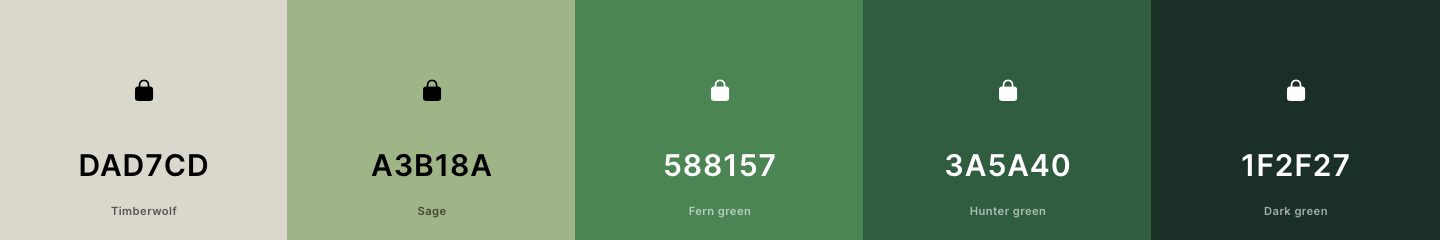 DAD7CD
Timberwolf
A3B18A
Sage
588157
Fern green
3A5A40
Hunter green
1F2F27
Dark green